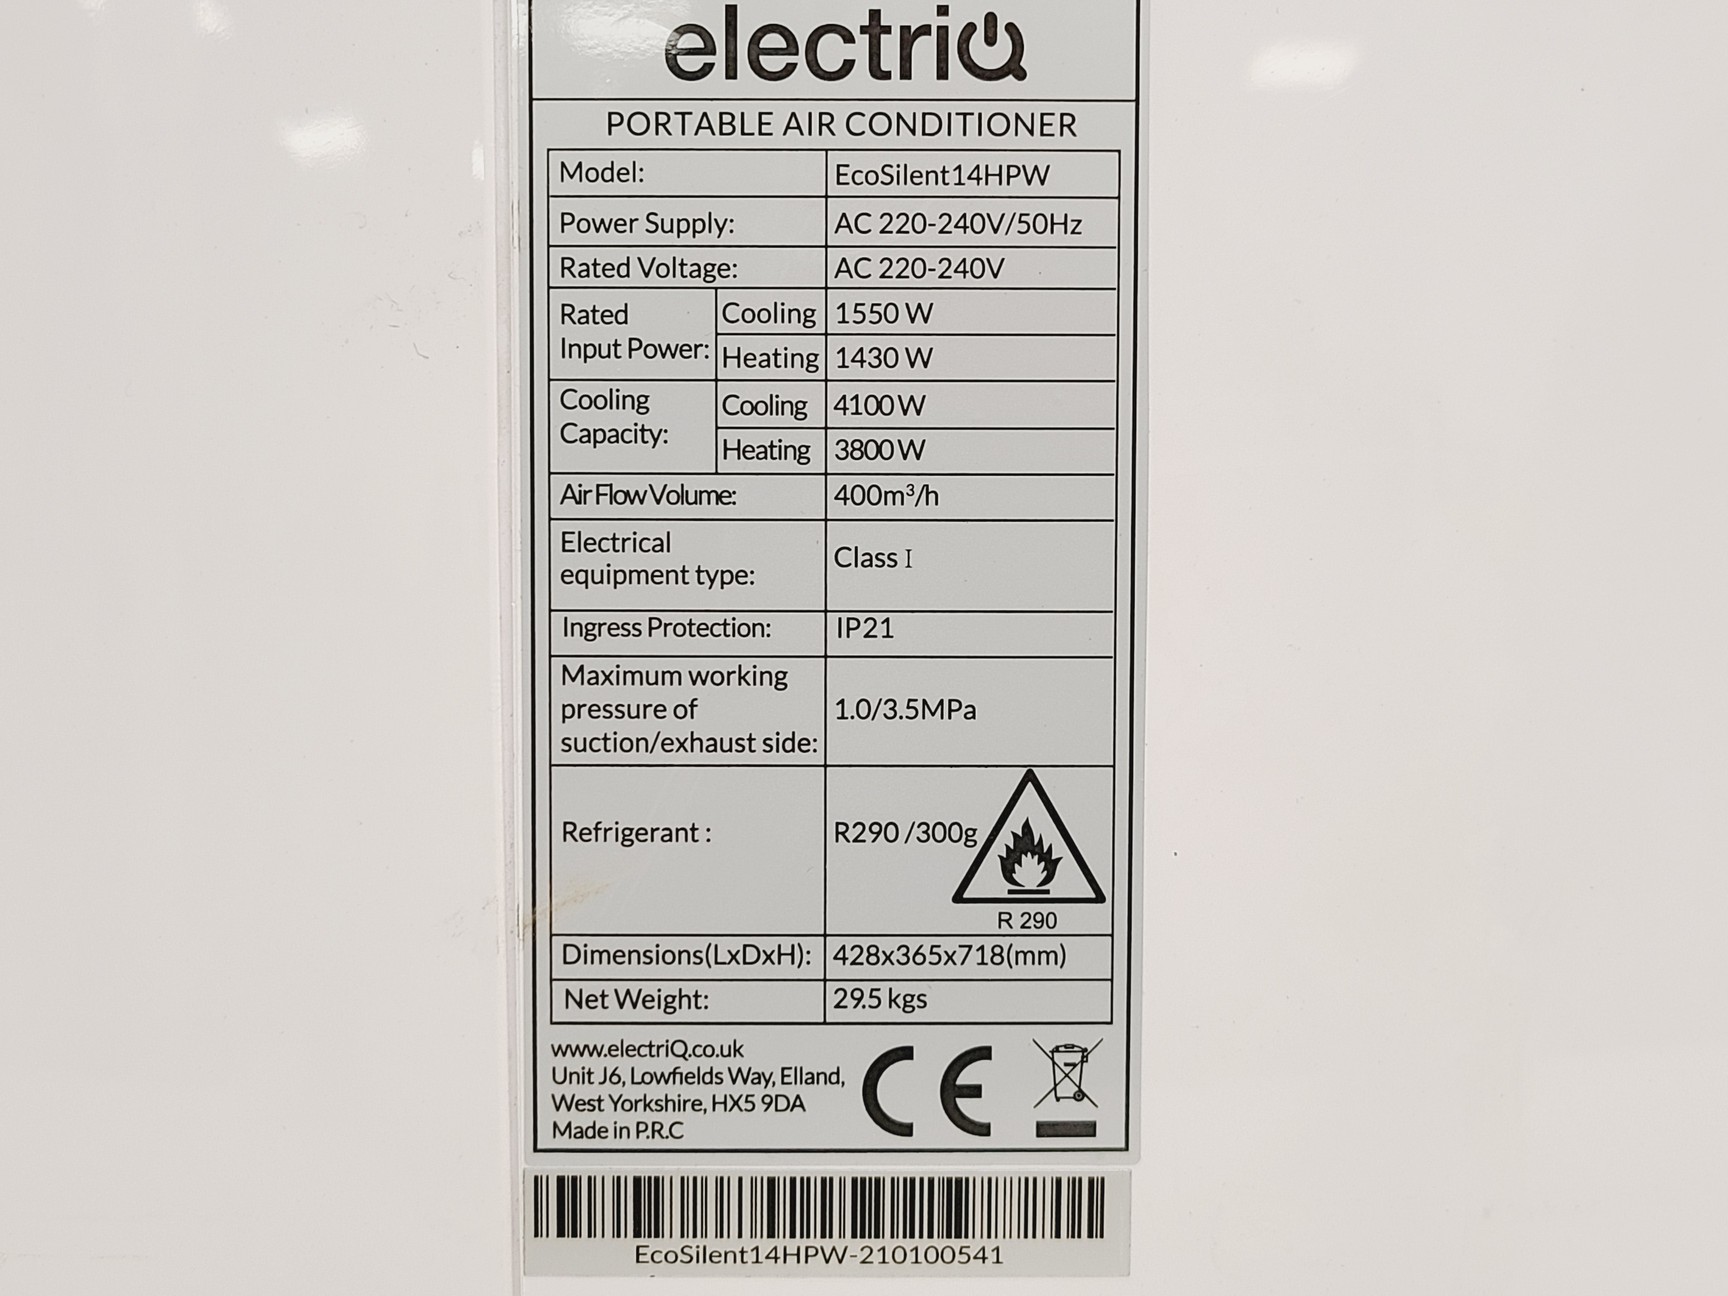 electriQ
PORTABLE AIR CONDITIONER
Model: EcoSilent14HPW
Power Supply: AC 220-240V/50Hz
Rated Voltage: AC 220-240V
Rated
Input Power:
Cooling 1550 W
Heating 1430 W
Cooling
Capacity:
Cooling 4100W
Heating 3800W
Air Flow Volume: 400m³/h
Electrical
equipment type:
Class I
Ingress Protection: IP21
Maximum working
pressure of
suction/exhaust side:
1.0/3.5MPa
Refrigerant : R290 /300g
R 290
Dimensions(LxDxH): 428x365x718(mm)
Net Weight: 29.5 kgs
www.electriQ.co.uk
Unit J6, Lowfields Way, Elland,
West Yorkshire, HX5 9DA
Made in P.R.C
CE
EcoSilent14HPW-210100541